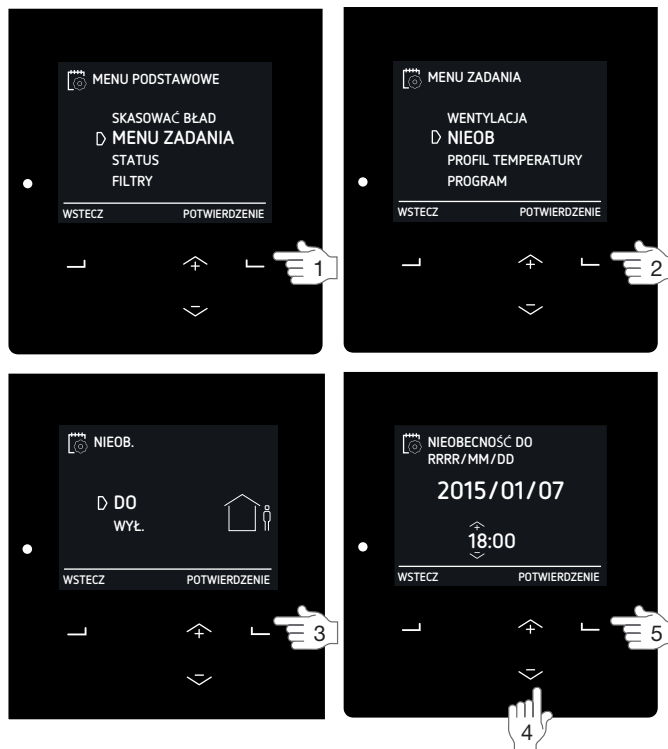 MENU PODSTAWOWE
SKASOWAĆ BŁAD
MENU ZADANIA
STATUS
FILTRY
WSTECZ POTWIERDZENIE
1
MENU ZADANIA
WENTYLACJA
NIEOB
PROFIL TEMPERATURY
PROGRAM
WSTECZ POTWIERDZENIE
2
NIEOB.
DO
WYŁ.
WSTECZ POTWIERDZENIE
3
NIEOBECNOŚĆ DO
RRRR/MM/DD
2015/01/07
18:00
WSTECZ POTWIERDZENIE
5
4